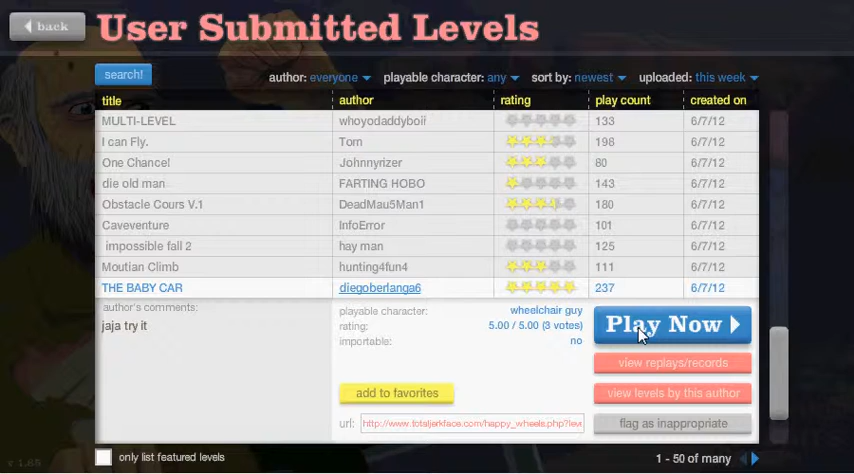 back
User Submitted Levels
search!
author: everyone playable character: any sort by: newest uploaded: this week
title author rating play count created on
MULTI-LEVEL whoyodaddyboii 133 6/7/12
I can Fly. Tom 198 6/7/12
One Chance! Johnnyrizer 80 6/7/12
die old man FARTING HOBO 143 6/7/12
Obstacle Cours V.1 DeadMau5Man1 180 6/7/12
Caveventure InfoError 101 6/7/12
impossible fall 2 hay man 125 6/7/12
Moutian Climb hunting4fun4 111 6/7/12
THE BABY CAR diegoberlanga6 237 6/7/12
author's comments:
jaja try it
playable character: wheelchair guy
rating: 5.00 / 5.00 (3 votes)
importable: no
Play Now
view replays/records
add to favorites
view levels by this author
url: http://www.totaljerkface.com/happy_wheels.php?lev
flag as inappropriate
v 1.65
only list featured levels
1 - 50 of many